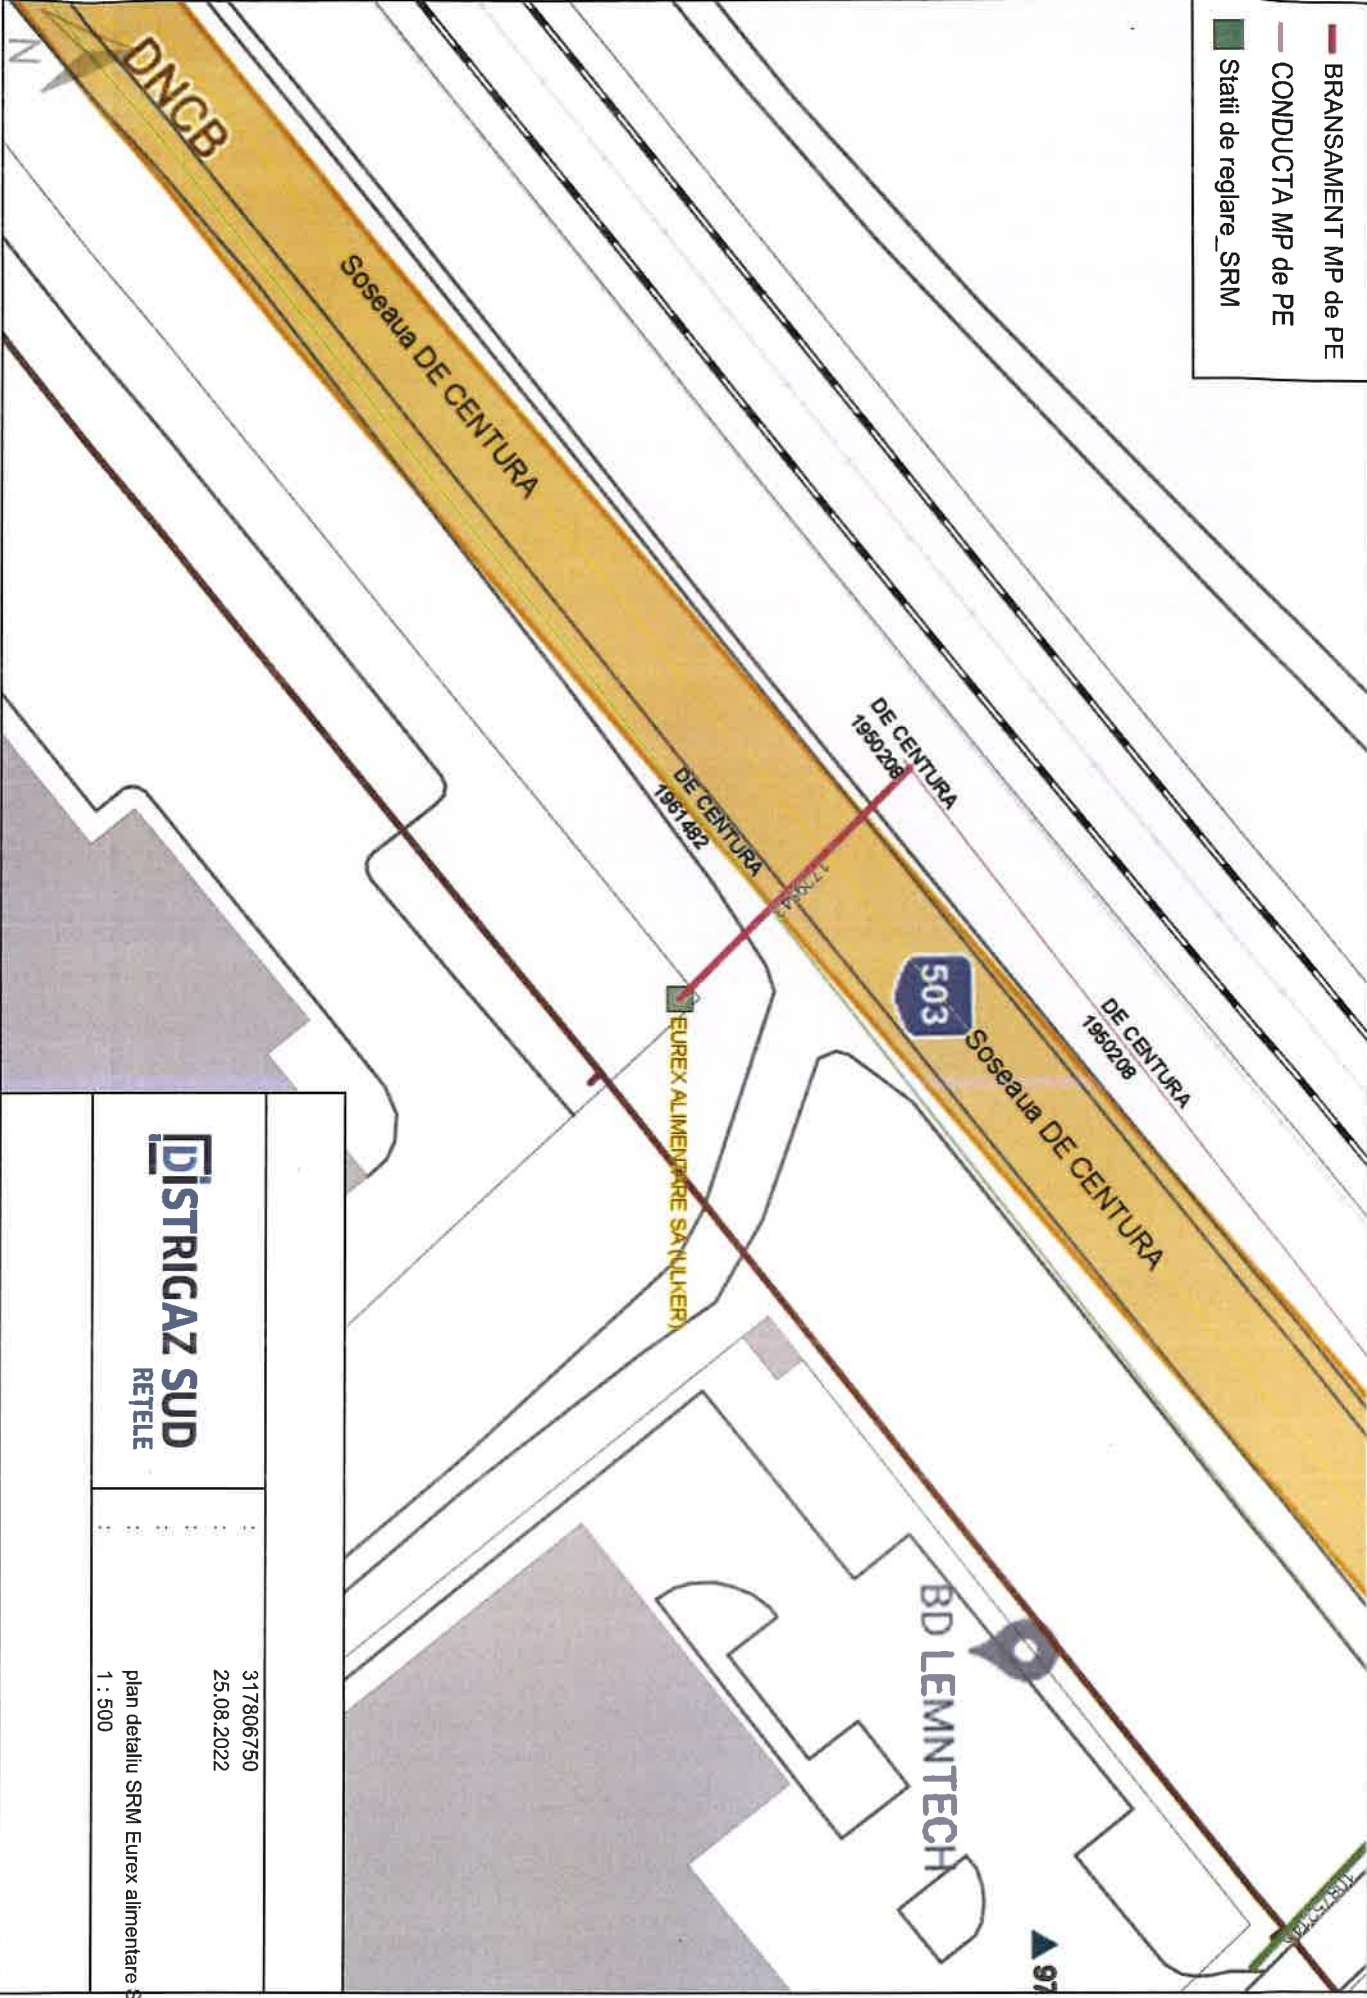 BRANSAMENT MP de PE
CONDUCTA MP de PE
Statii de reglare_SRM
N
DNCB
Soseaua DE CENTURA
DE CENTURA
1950208
DE CENTURA
1961482
503
Soseaua DE CENTURA
DE CENTURA
1950208
EUREX ALIMENTARE SA (ULKER)
BD LEMNTECH
97
DISTRIGAZ SUD
REȚELE
: 317806750
: 25.08.2022
:
: plan detaliu SRM Eurex alimentare S
: 1 : 500